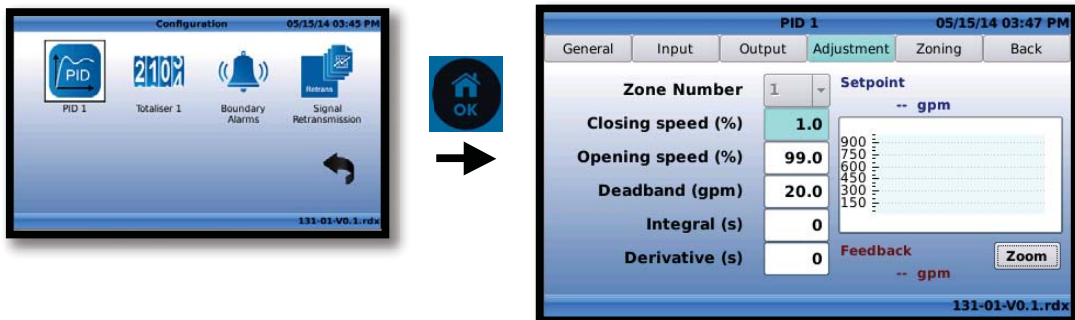 Configuration 05/15/14 03:45 PM
PID
210
Retrans
PID 1 Totaliser 1 Boundary Alarms Signal Retransmission
131-01-V0.1.rdx
OK
PID 1 05/15/14 03:47 PM
General Input Output Adjustment Zoning Back
Zone Number 1
Closing speed (%) 1.0
Opening speed (%) 99.0
Deadband (gpm) 20.0
Integral (s) 0
Derivative (s) 0
Setpoint
-- gpm
900
750
600
450
300
150
Feedback
-- gpm
Zoom
131-01-V0.1.rdx